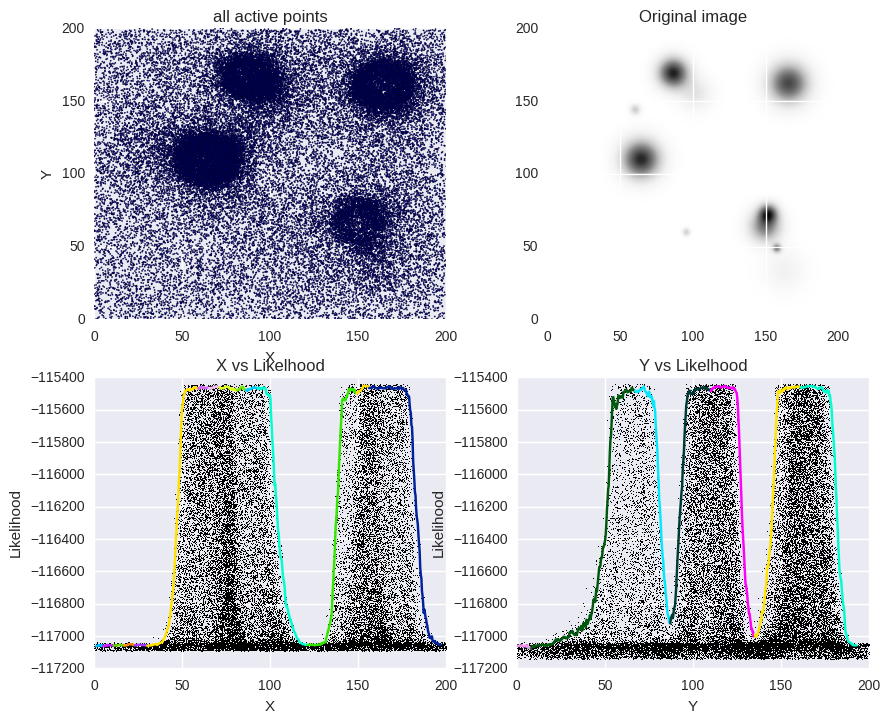 all active points
200
150
100
50
0
Y
0 50 100 150 200
X
Original image
200
150
100
50
0
0 50 100 150 200
X vs Likelhood
−115400
−115600
−115800
−116000
−116200
−116400
−116600
−116800
−117000
−117200
Likelihood
0 50 100 150 200
X
Y vs Likelhood
−115400
−115600
−115800
−116000
−116200
−116400
−116600
−116800
−117000
−117200
Likelihood
0 50 100 150 200
Y